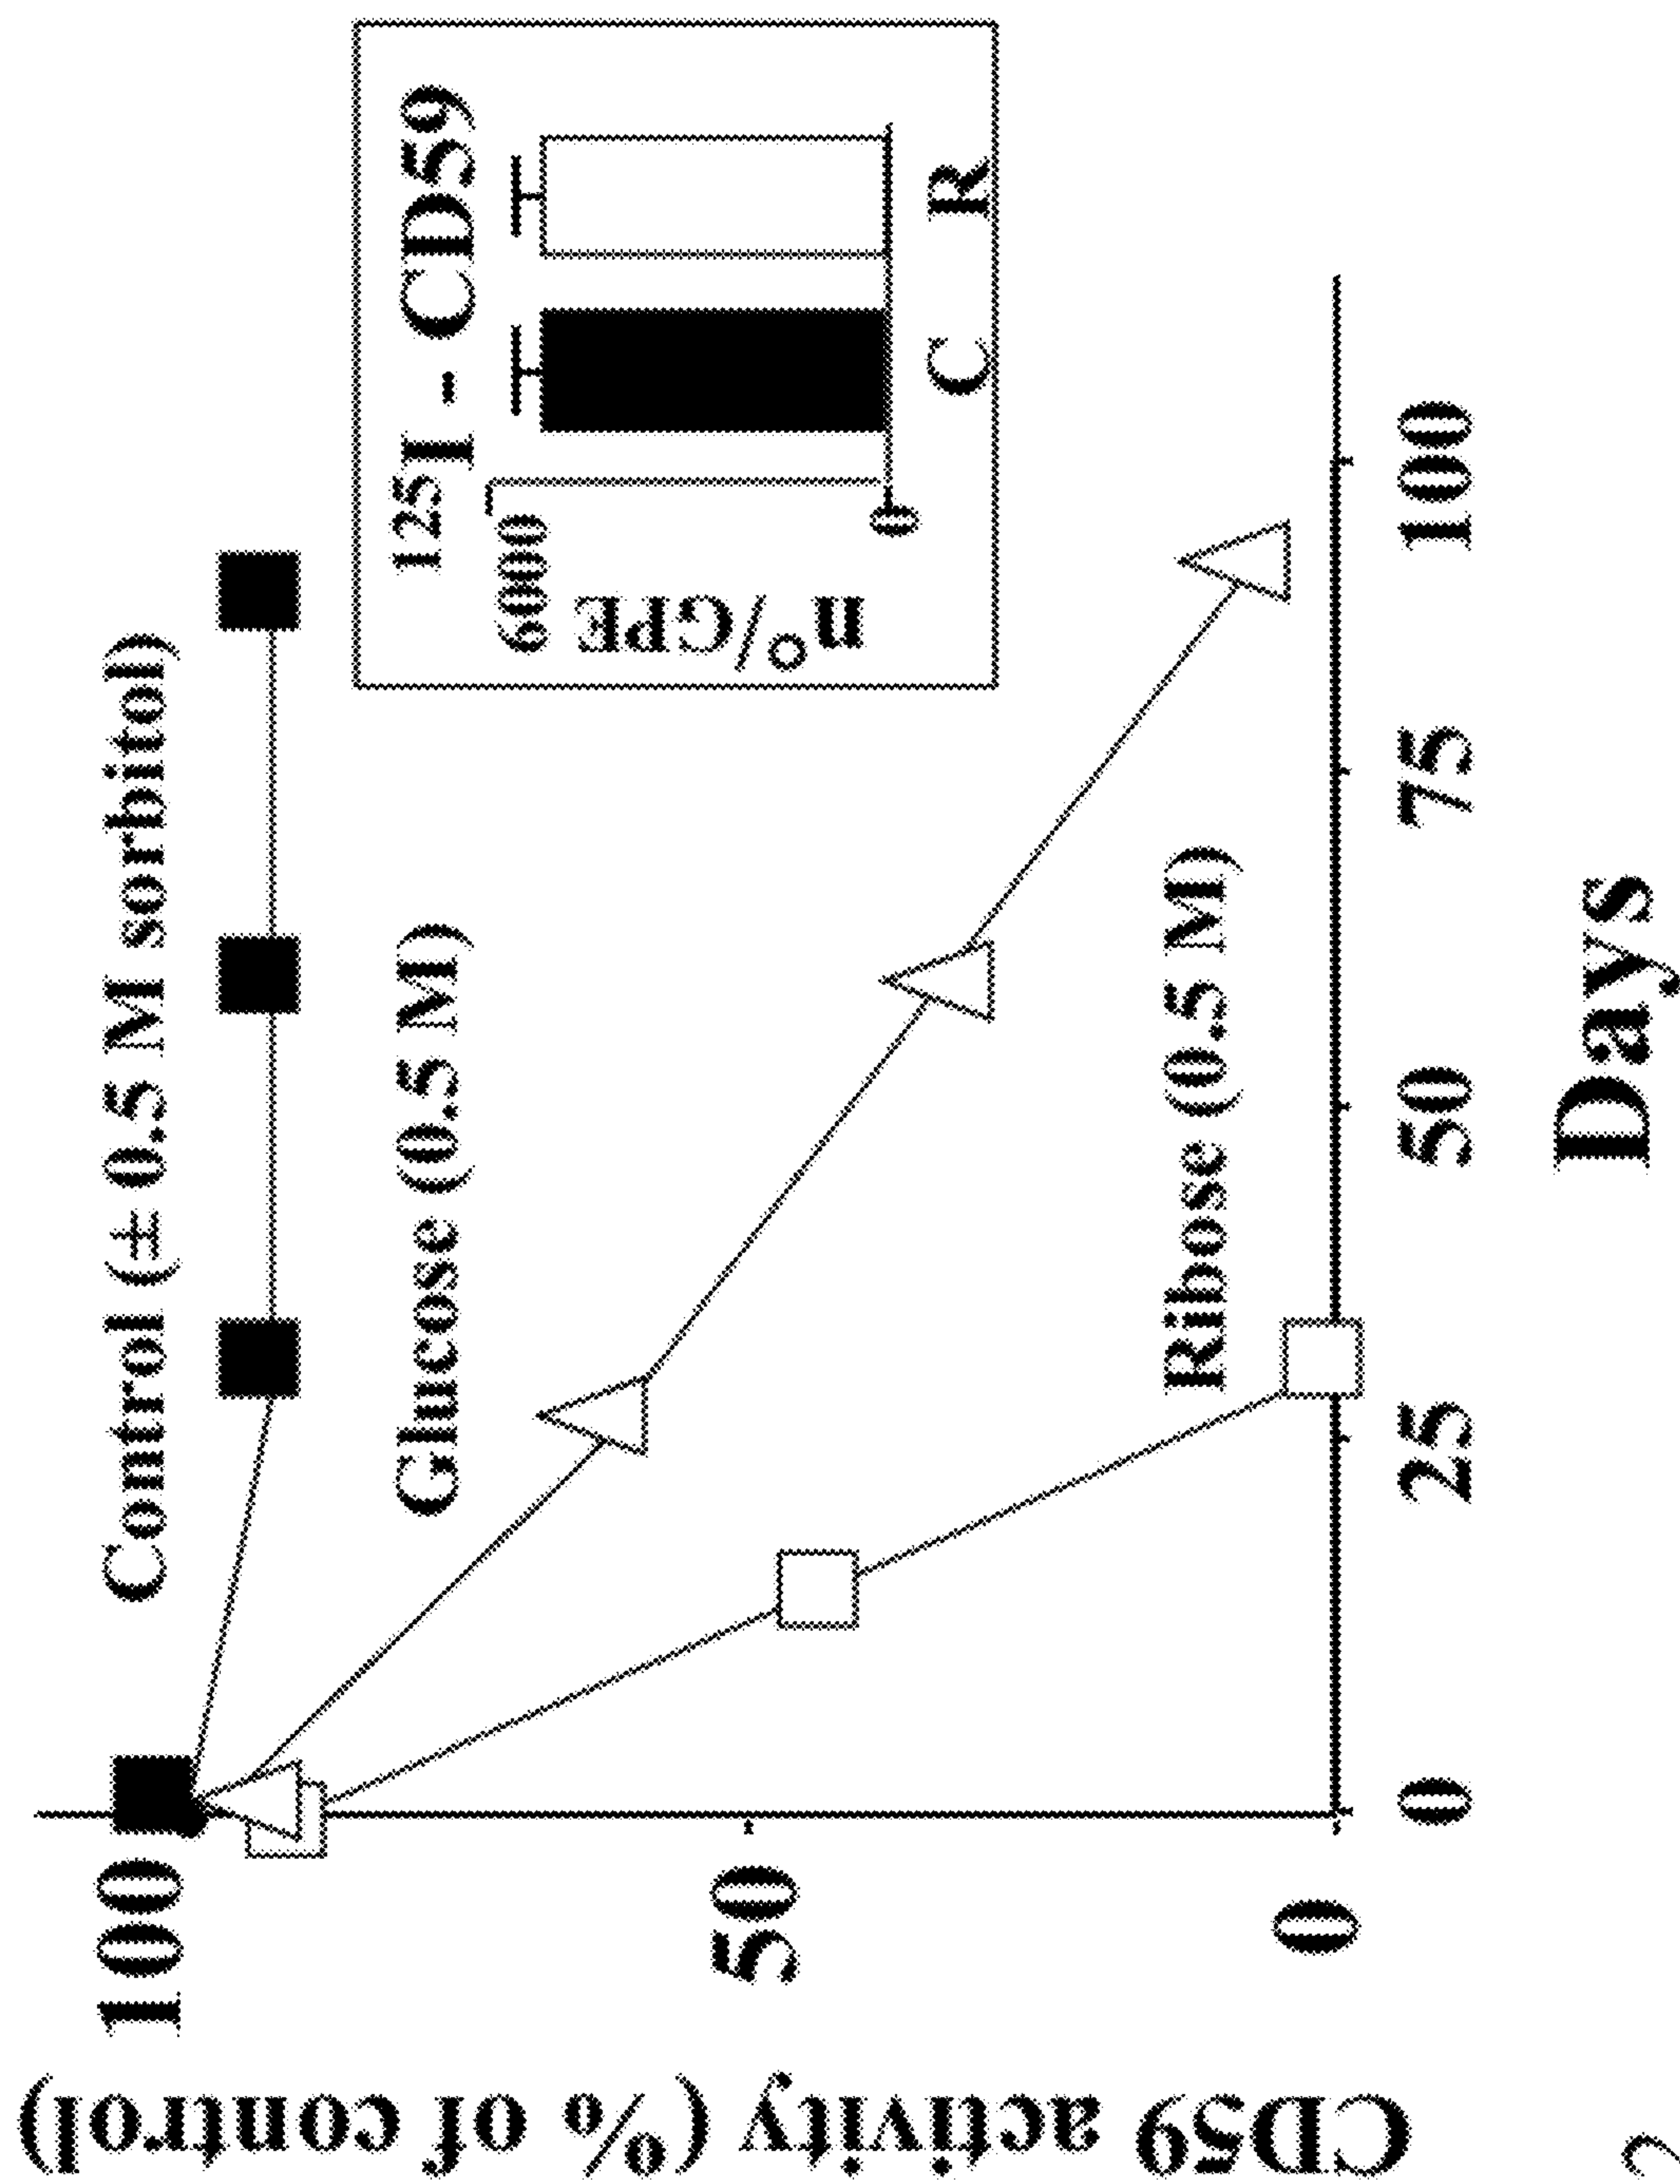 CD59 activity (% of control)
100
50
0
Control (± 0.5 M sorbitol)
Glucose (0.5 M)
Ribose (0.5 M)
0
25
50
75
100
Days
125I - CD59
6000
0
nº/GPE
C
R